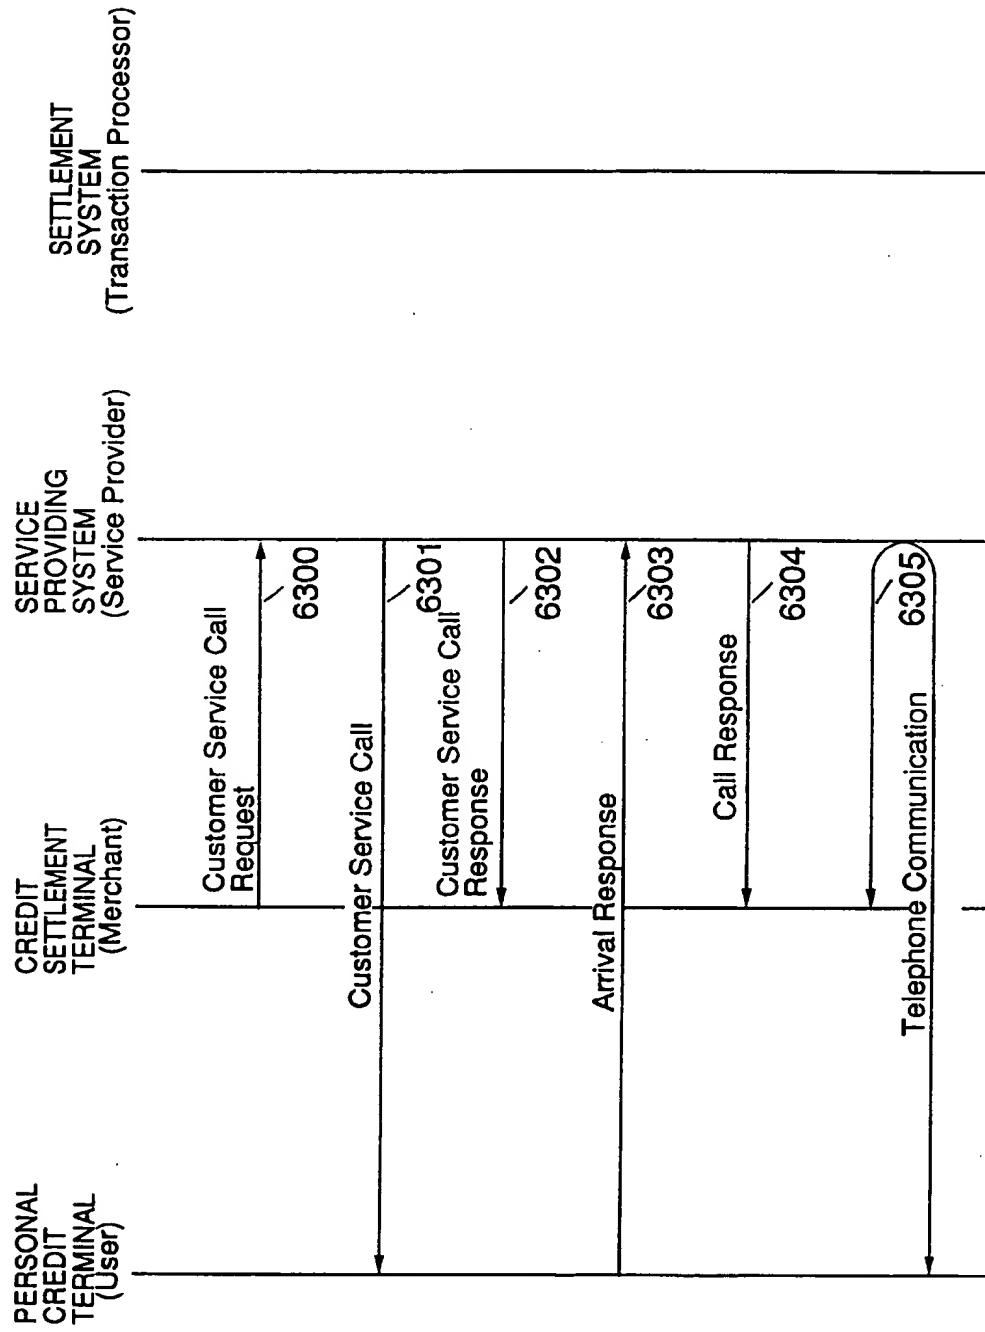 PERSONAL
CREDIT
TERMINAL
(User)
CREDIT
SETTLEMENT
TERMINAL
(Merchant)
SERVICE
PROVIDING
SYSTEM
(Service Provider)
SETTLEMENT
SYSTEM
(Transaction Processor)
Customer Service Call
Request
6300
Customer Service Call
6301
Customer Service Call
Response
6302
Arrival Response
6303
Call Response
6304
Telephone Communication
6305